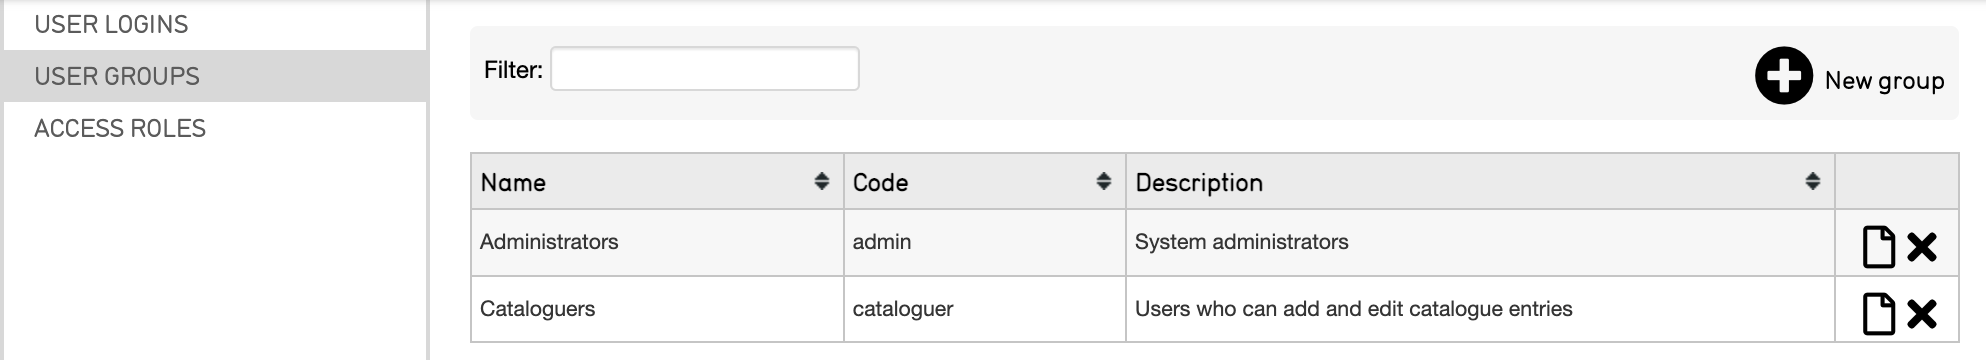 USER LOGINS
USER GROUPS
ACCESS ROLES
Filter:
New group
Name Code Description
Administrators admin System administrators
Cataloguers cataloguer Users who can add and edit catalogue entries